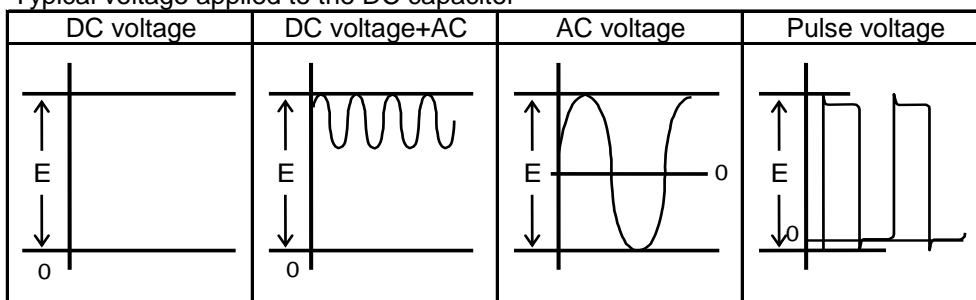 Typical voltage applied to the DC capacitor
DC voltage DC voltage+AC AC voltage Pulse voltage
E E E 0 E
0
0 0